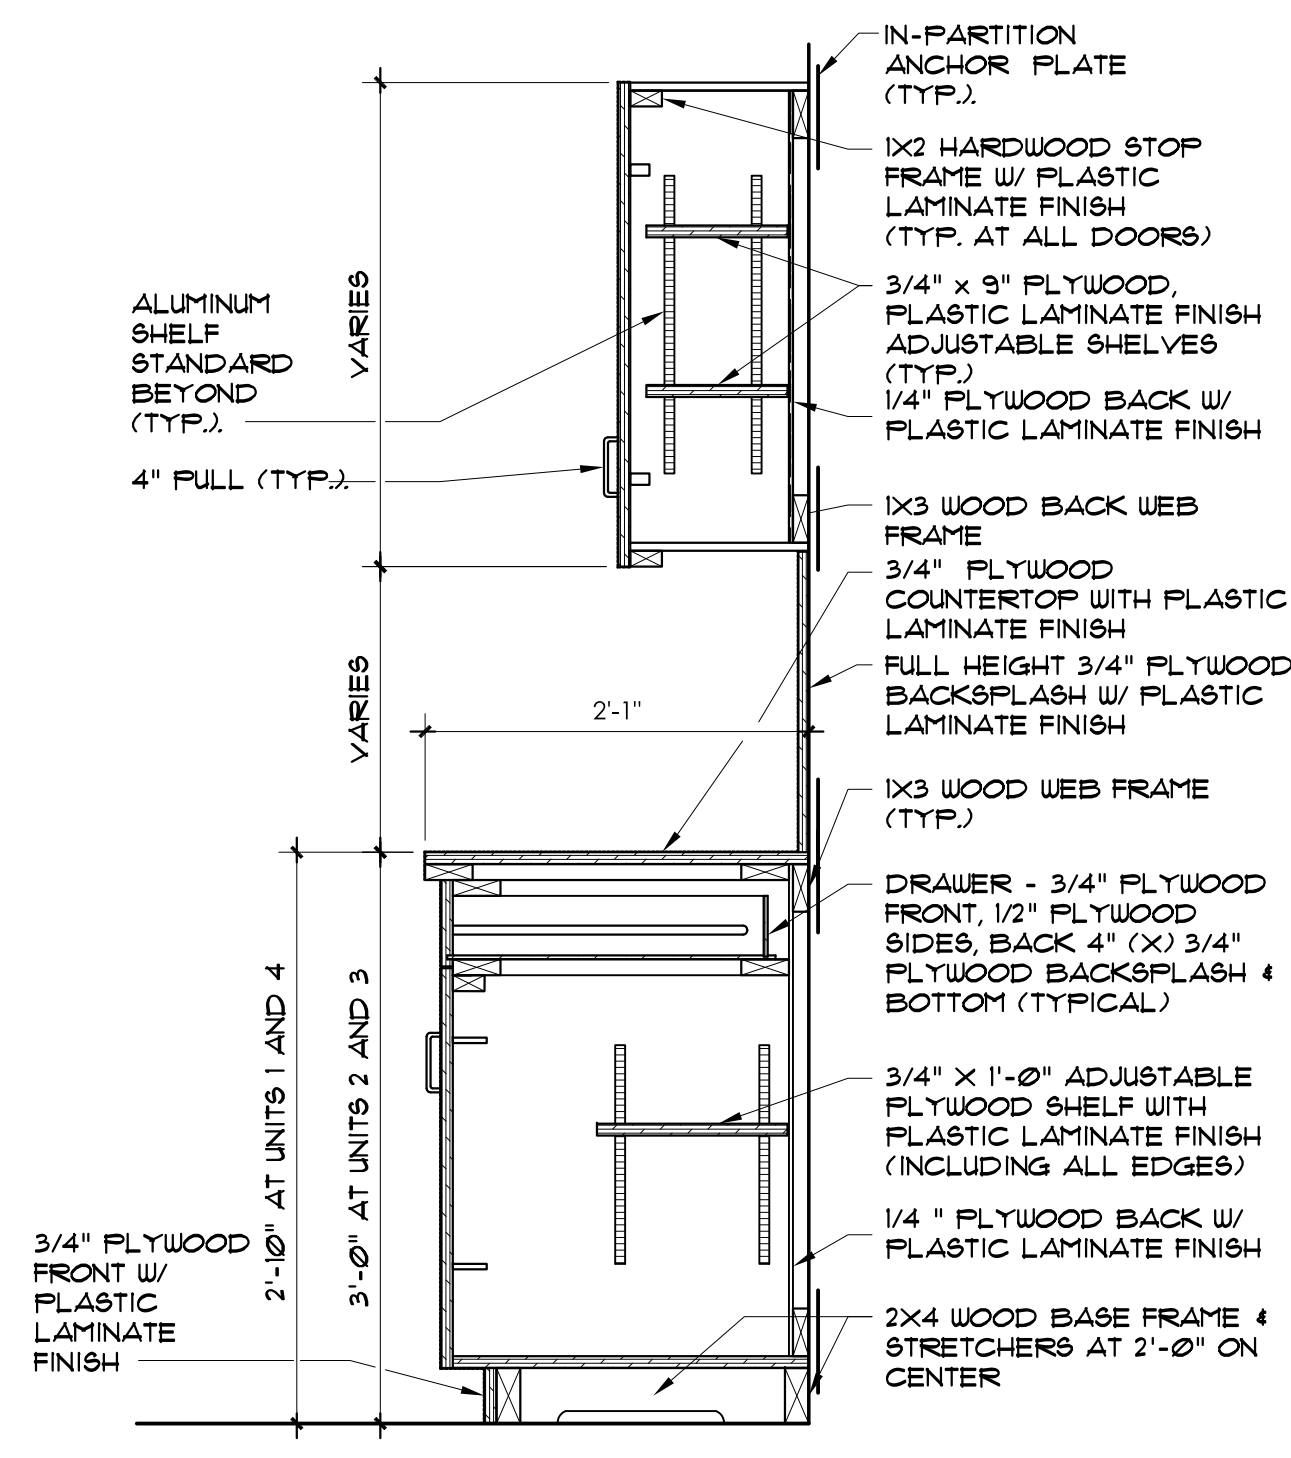 IN-PARTITION
ANCHOR PLATE
(TYP.).
1X2 HARDWOOD STOP
FRAME W/ PLASTIC
LAMINATE FINISH
(TYP. AT ALL DOORS)
3/4" x 9" PLYWOOD,
PLASTIC LAMINATE FINISH
ADJUSTABLE SHELVES
(TYP.)
1/4" PLYWOOD BACK W/
PLASTIC LAMINATE FINISH
ALUMINUM
SHELF
STANDARD
BEYOND
(TYP.).
4" PULL (TYP.).
VARIES
1X3 WOOD BACK WEB
FRAME
3/4" PLYWOOD
COUNTERTOP WITH PLASTIC
LAMINATE FINISH
FULL HEIGHT 3/4" PLYWOOD
BACKSPLASH W/ PLASTIC
LAMINATE FINISH
VARIES
2'-1"
1X3 WOOD WEB FRAME
(TYP.)
DRAWER - 3/4" PLYWOOD
FRONT, 1/2" PLYWOOD
SIDES, BACK 4" (X) 3/4"
PLYWOOD BACKSPLASH &
BOTTOM (TYPICAL)
3/4" X 1'-0" ADJUSTABLE
PLYWOOD SHELF WITH
PLASTIC LAMINATE FINISH
(INCLUDING ALL EDGES)
1/4 " PLYWOOD BACK W/
PLASTIC LAMINATE FINISH
2X4 WOOD BASE FRAME &
STRETCHERS AT 2'-0" ON
CENTER
2'-10" AT UNITS 1 AND 4
3'-0" AT UNITS 2 AND 3
3/4" PLYWOOD
FRONT W/
PLASTIC
LAMINATE
FINISH